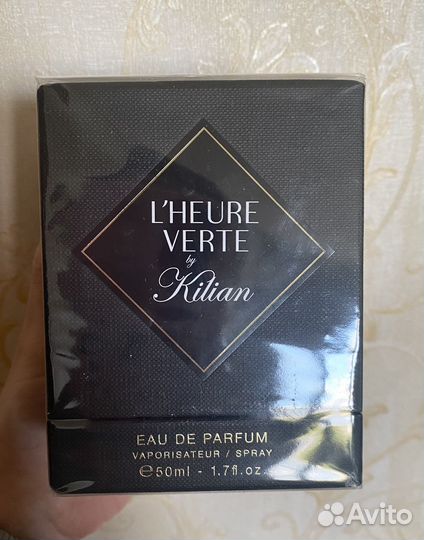 L'HEURE
VERTE
by
Kilian
EAU DE PARFUM
VAPORISATEUR / SPRAY
℮50ml - 1.7fl.oz.
Avito